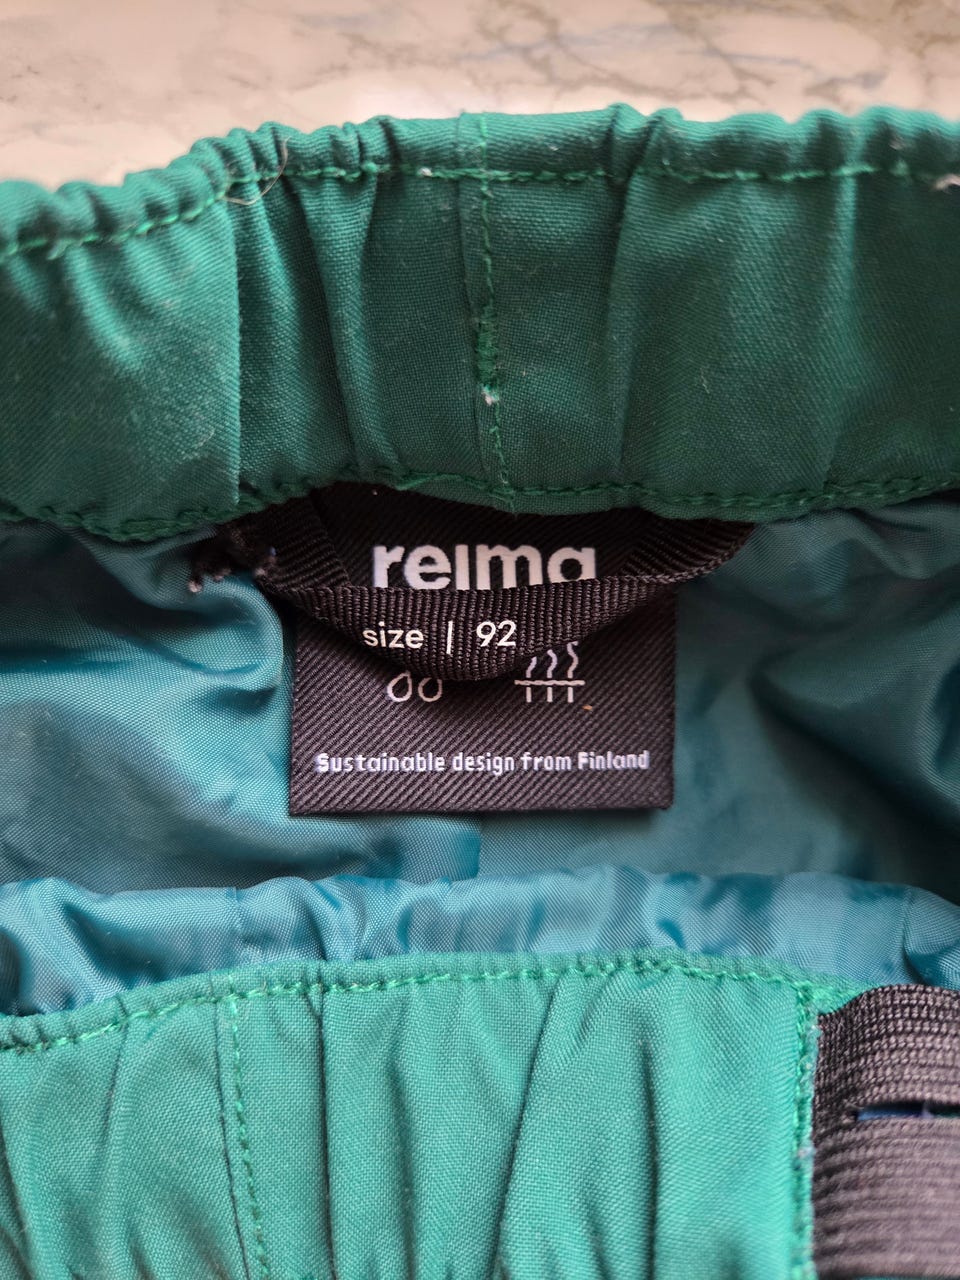 reima
size | 92
Sustainable design from Finland